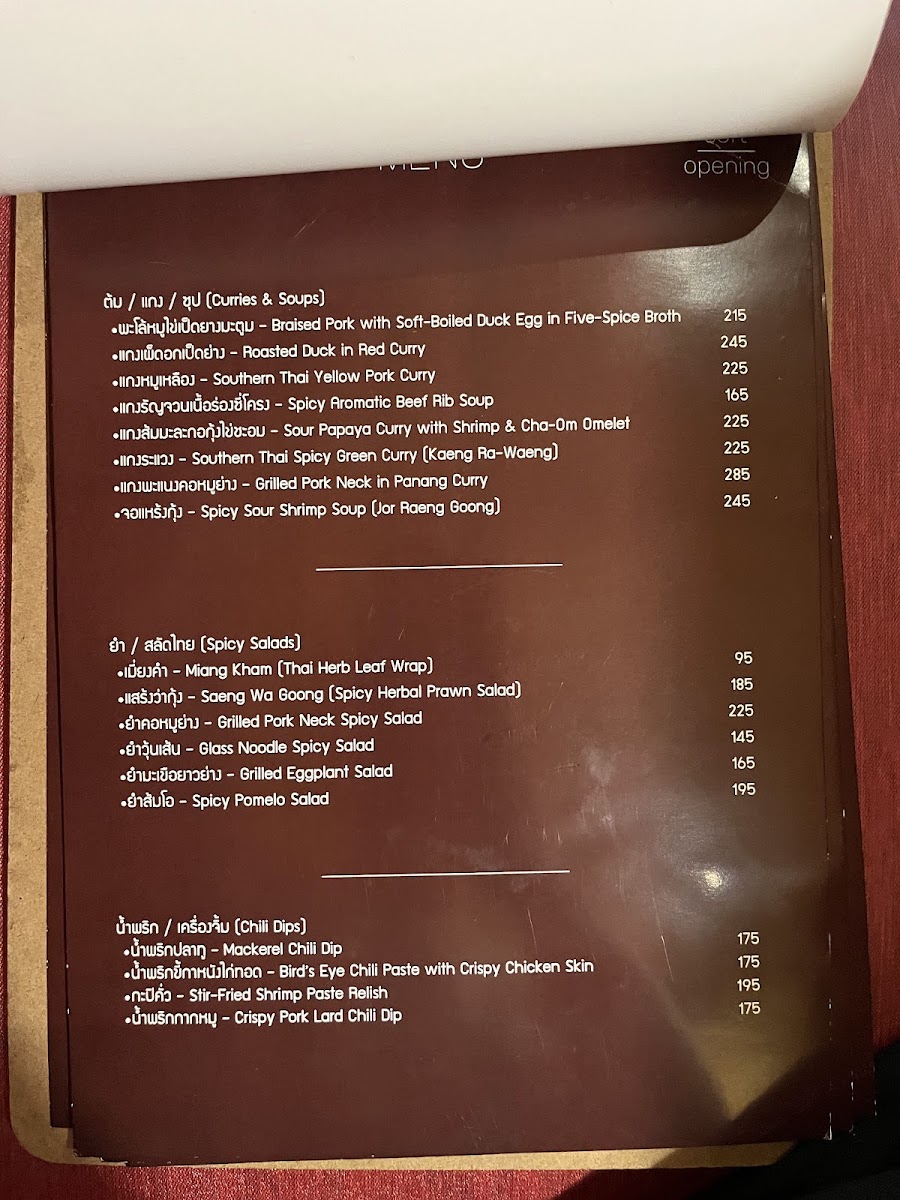 MENU
opening
ต้ม / แกง / ซุป (Curries & Soups)
•พะโล้หมูไข่เป็ดยางมะตูม - Braised Pork with Soft-Boiled Duck Egg in Five-Spice Broth 215
•แกงเผ็ดอกเป็ดย่าง - Roasted Duck in Red Curry 245
•แกงหมูเหลือง - Southern Thai Yellow Pork Curry 225
•แกงรัญจวนเนื้อร่องซี่โครง - Spicy Aromatic Beef Rib Soup 165
•แกงส้มมะละกอกุ้งไข่ชะอม - Sour Papaya Curry with Shrimp & Cha-Om Omelet 225
•แกงระแวง - Southern Thai Spicy Green Curry (Kaeng Ra-Waeng) 225
•แกงพะแนงคอหมูย่าง - Grilled Pork Neck in Panang Curry 285
•จอแหร้งกุ้ง - Spicy Sour Shrimp Soup (Jor Raeng Goong) 245
ยำ / สลัดไทย (Spicy Salads)
•เมี่ยงคำ - Miang Kham (Thai Herb Leaf Wrap) 95
•แสร้งว่ากุ้ง - Saeng Wa Goong (Spicy Herbal Prawn Salad) 185
•ยำคอหมูย่าง - Grilled Pork Neck Spicy Salad 225
•ยำวุ้นเส้น - Glass Noodle Spicy Salad 145
•ยำมะเขือยาวย่าง - Grilled Eggplant Salad 165
•ยำส้มโอ - Spicy Pomelo Salad 195
น้ำพริก / เครื่องจิ้ม (Chili Dips)
•น้ำพริกปลาทู - Mackerel Chili Dip 175
•น้ำพริกขี้กาหนังไก่ทอด - Bird's Eye Chili Paste with Crispy Chicken Skin 175
•กะปิคั่ว - Stir-Fried Shrimp Paste Relish 195
•น้ำพริกกากหมู - Crispy Pork Lard Chili Dip 175